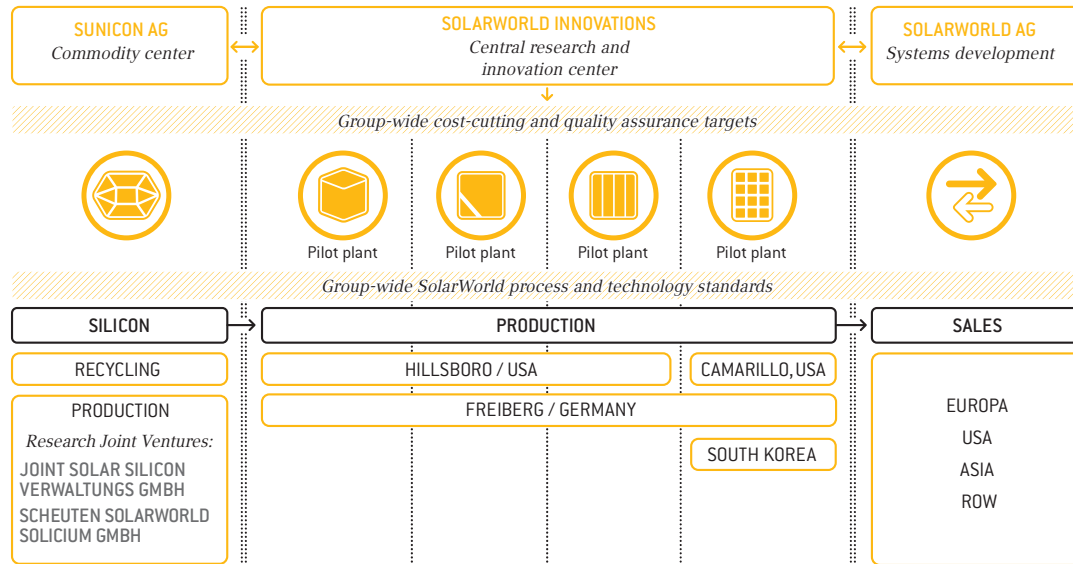 SUNICON AG
Commodity center
SOLARWORLD INNOVATIONS
Central research and
innovation center
SOLARWORLD AG
Systems development
Group-wide cost-cutting and quality assurance targets
Pilot plant
Pilot plant
Pilot plant
Pilot plant
Group-wide SolarWorld process and technology standards
SILICON
PRODUCTION
SALES
RECYCLING
HILLSBORO / USA
CAMARILLO, USA
PRODUCTION
Research Joint Ventures:
JOINT SOLAR SILICON
VERWALTUNGS GMBH
SCHEUTEN SOLARWORLD
SOLICIUM GMBH
FREIBERG / GERMANY
SOUTH KOREA
EUROPA
USA
ASIA
ROW